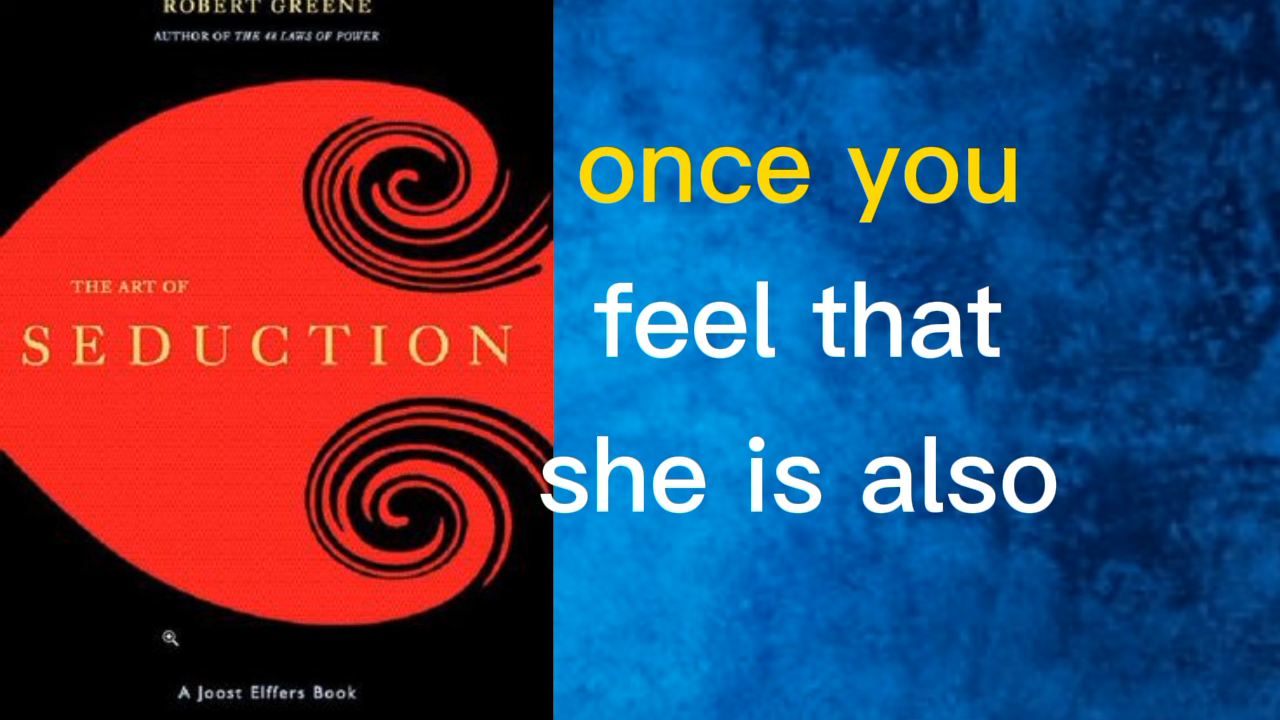 ROBERT GREENE
AUTHOR OF THE 48 LAWS OF POWER
THE ART OF
SEDUCTION
A Joost Elffers Book
once you
feel that
she is also